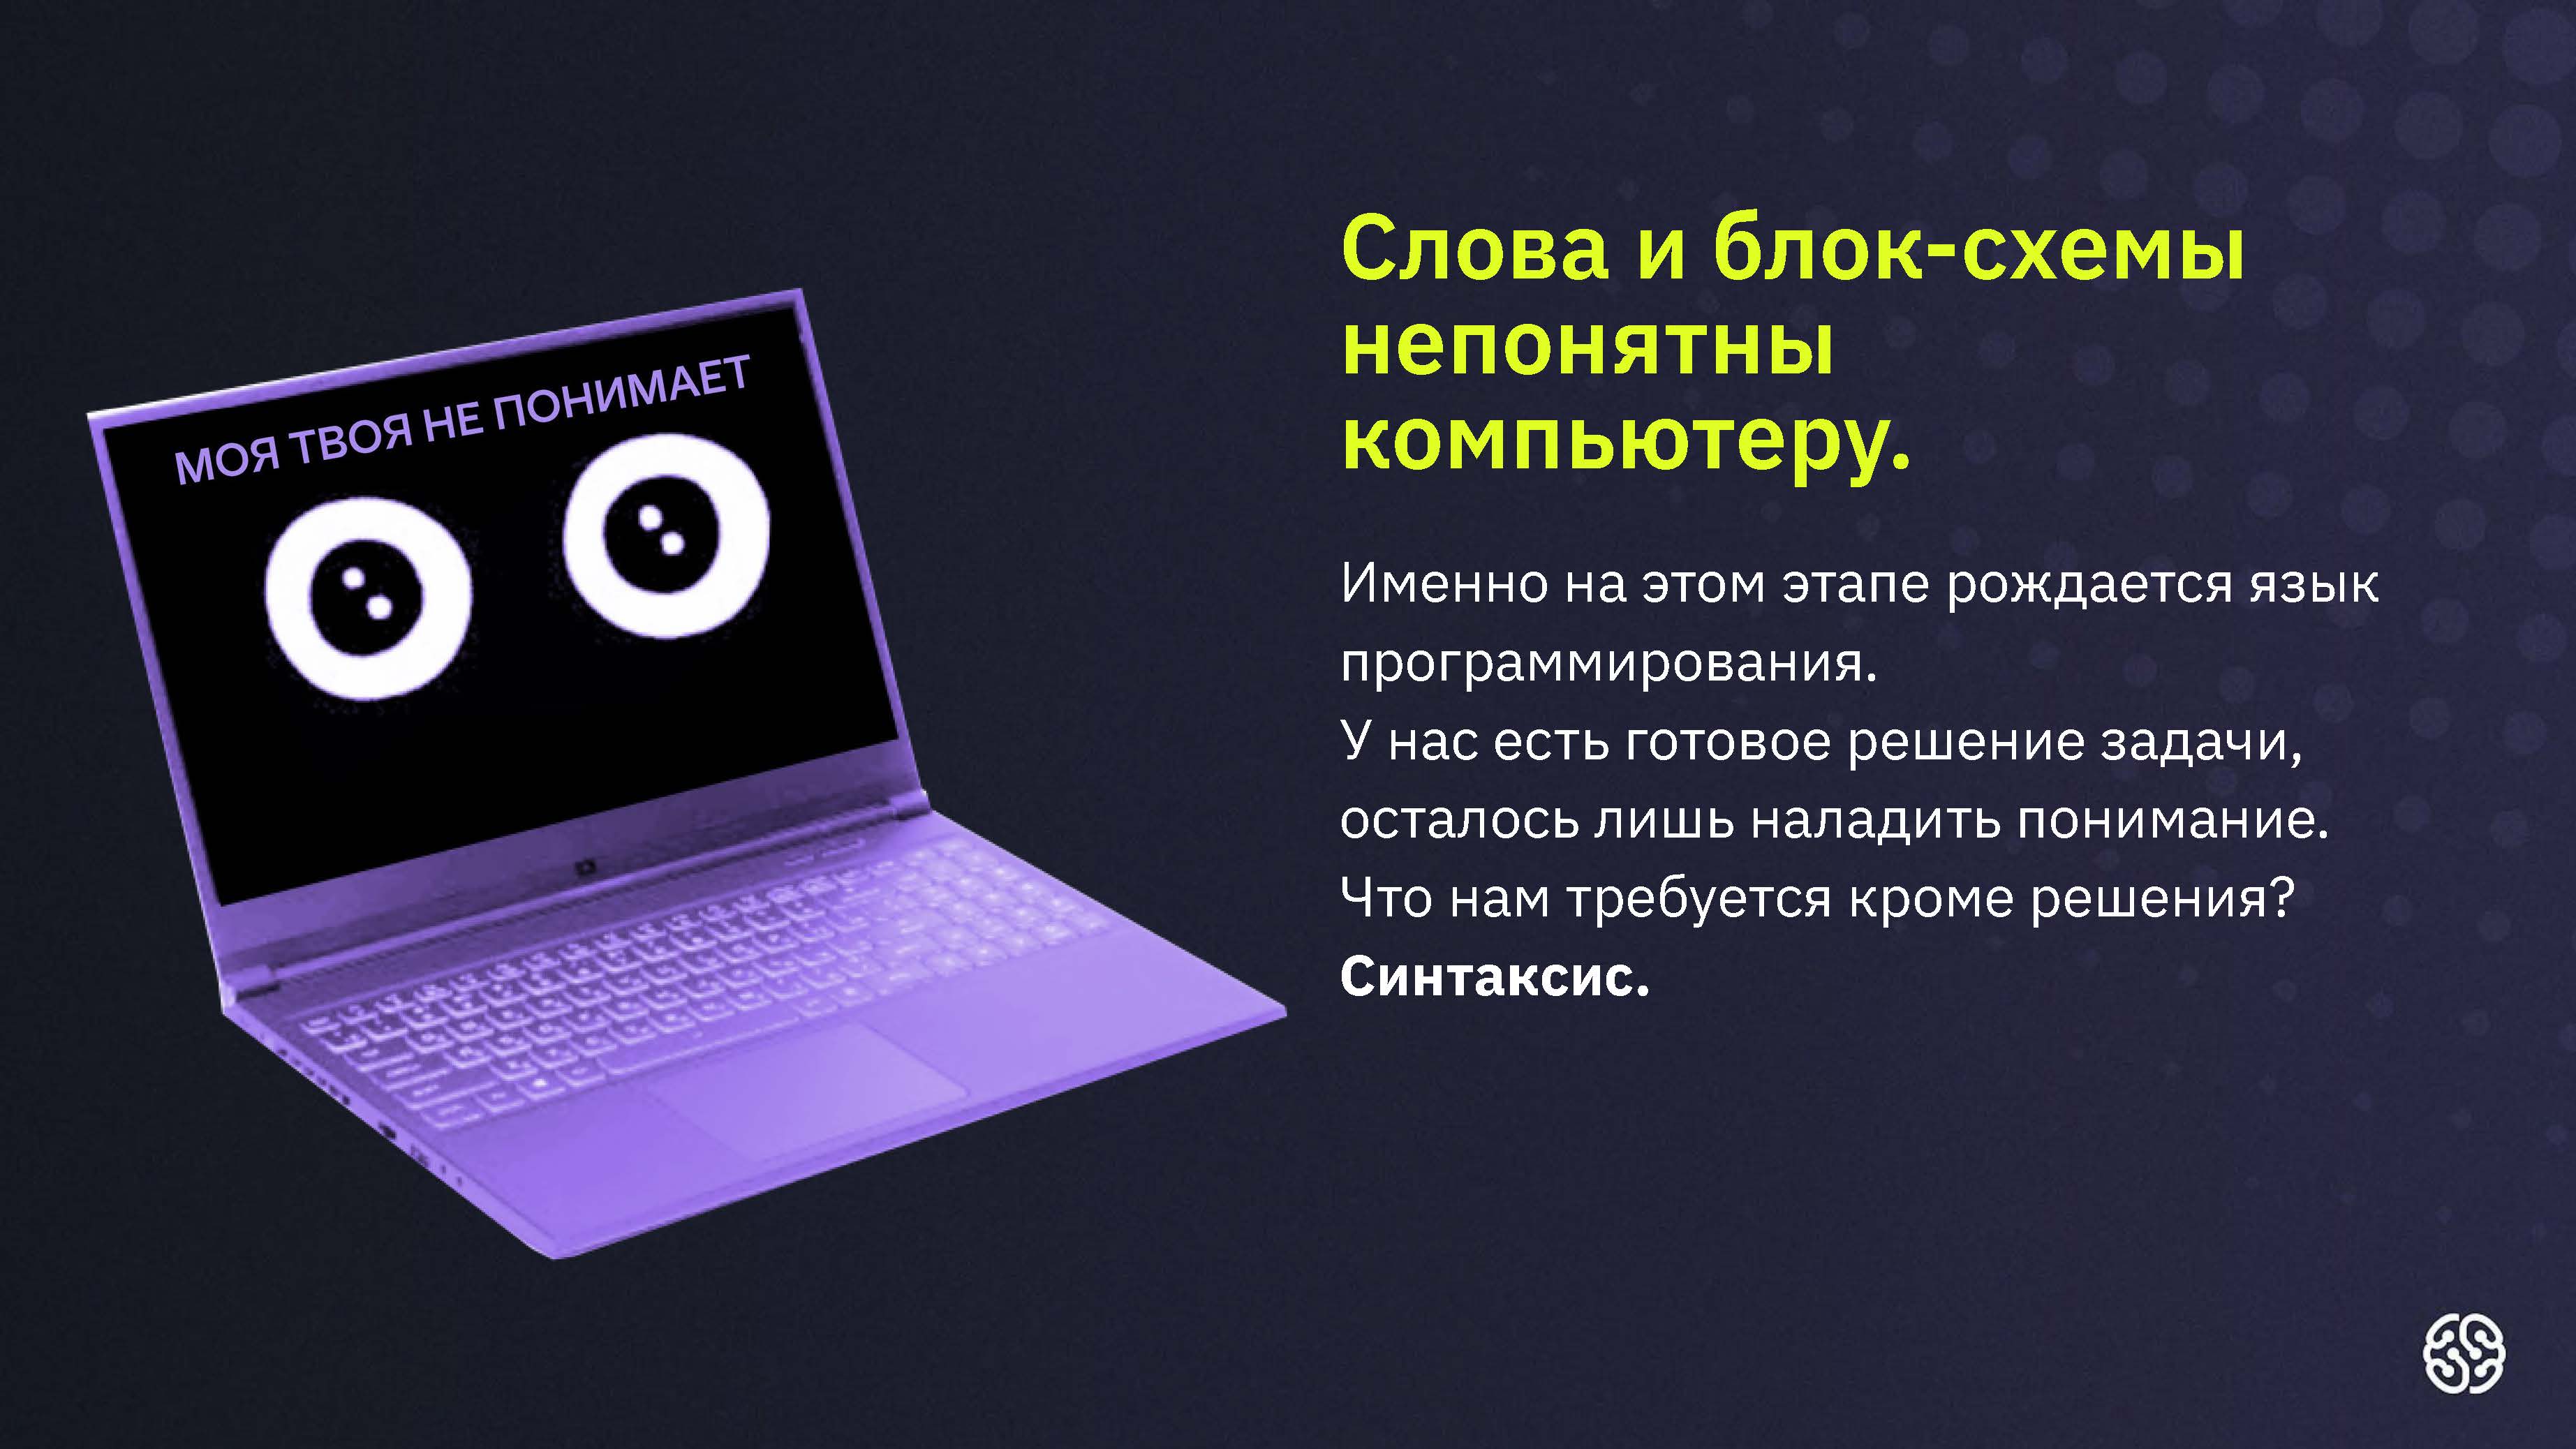 МОЯ ТВОЯ НЕ ПОНИМАЕТ
Слова и блок-схемы
непонятны
компьютеру.
Именно на этом этапе рождается язык
программирования.
У нас есть готовое решение задачи,
осталось лишь наладить понимание.
Что нам требуется кроме решения?
Синтаксис.